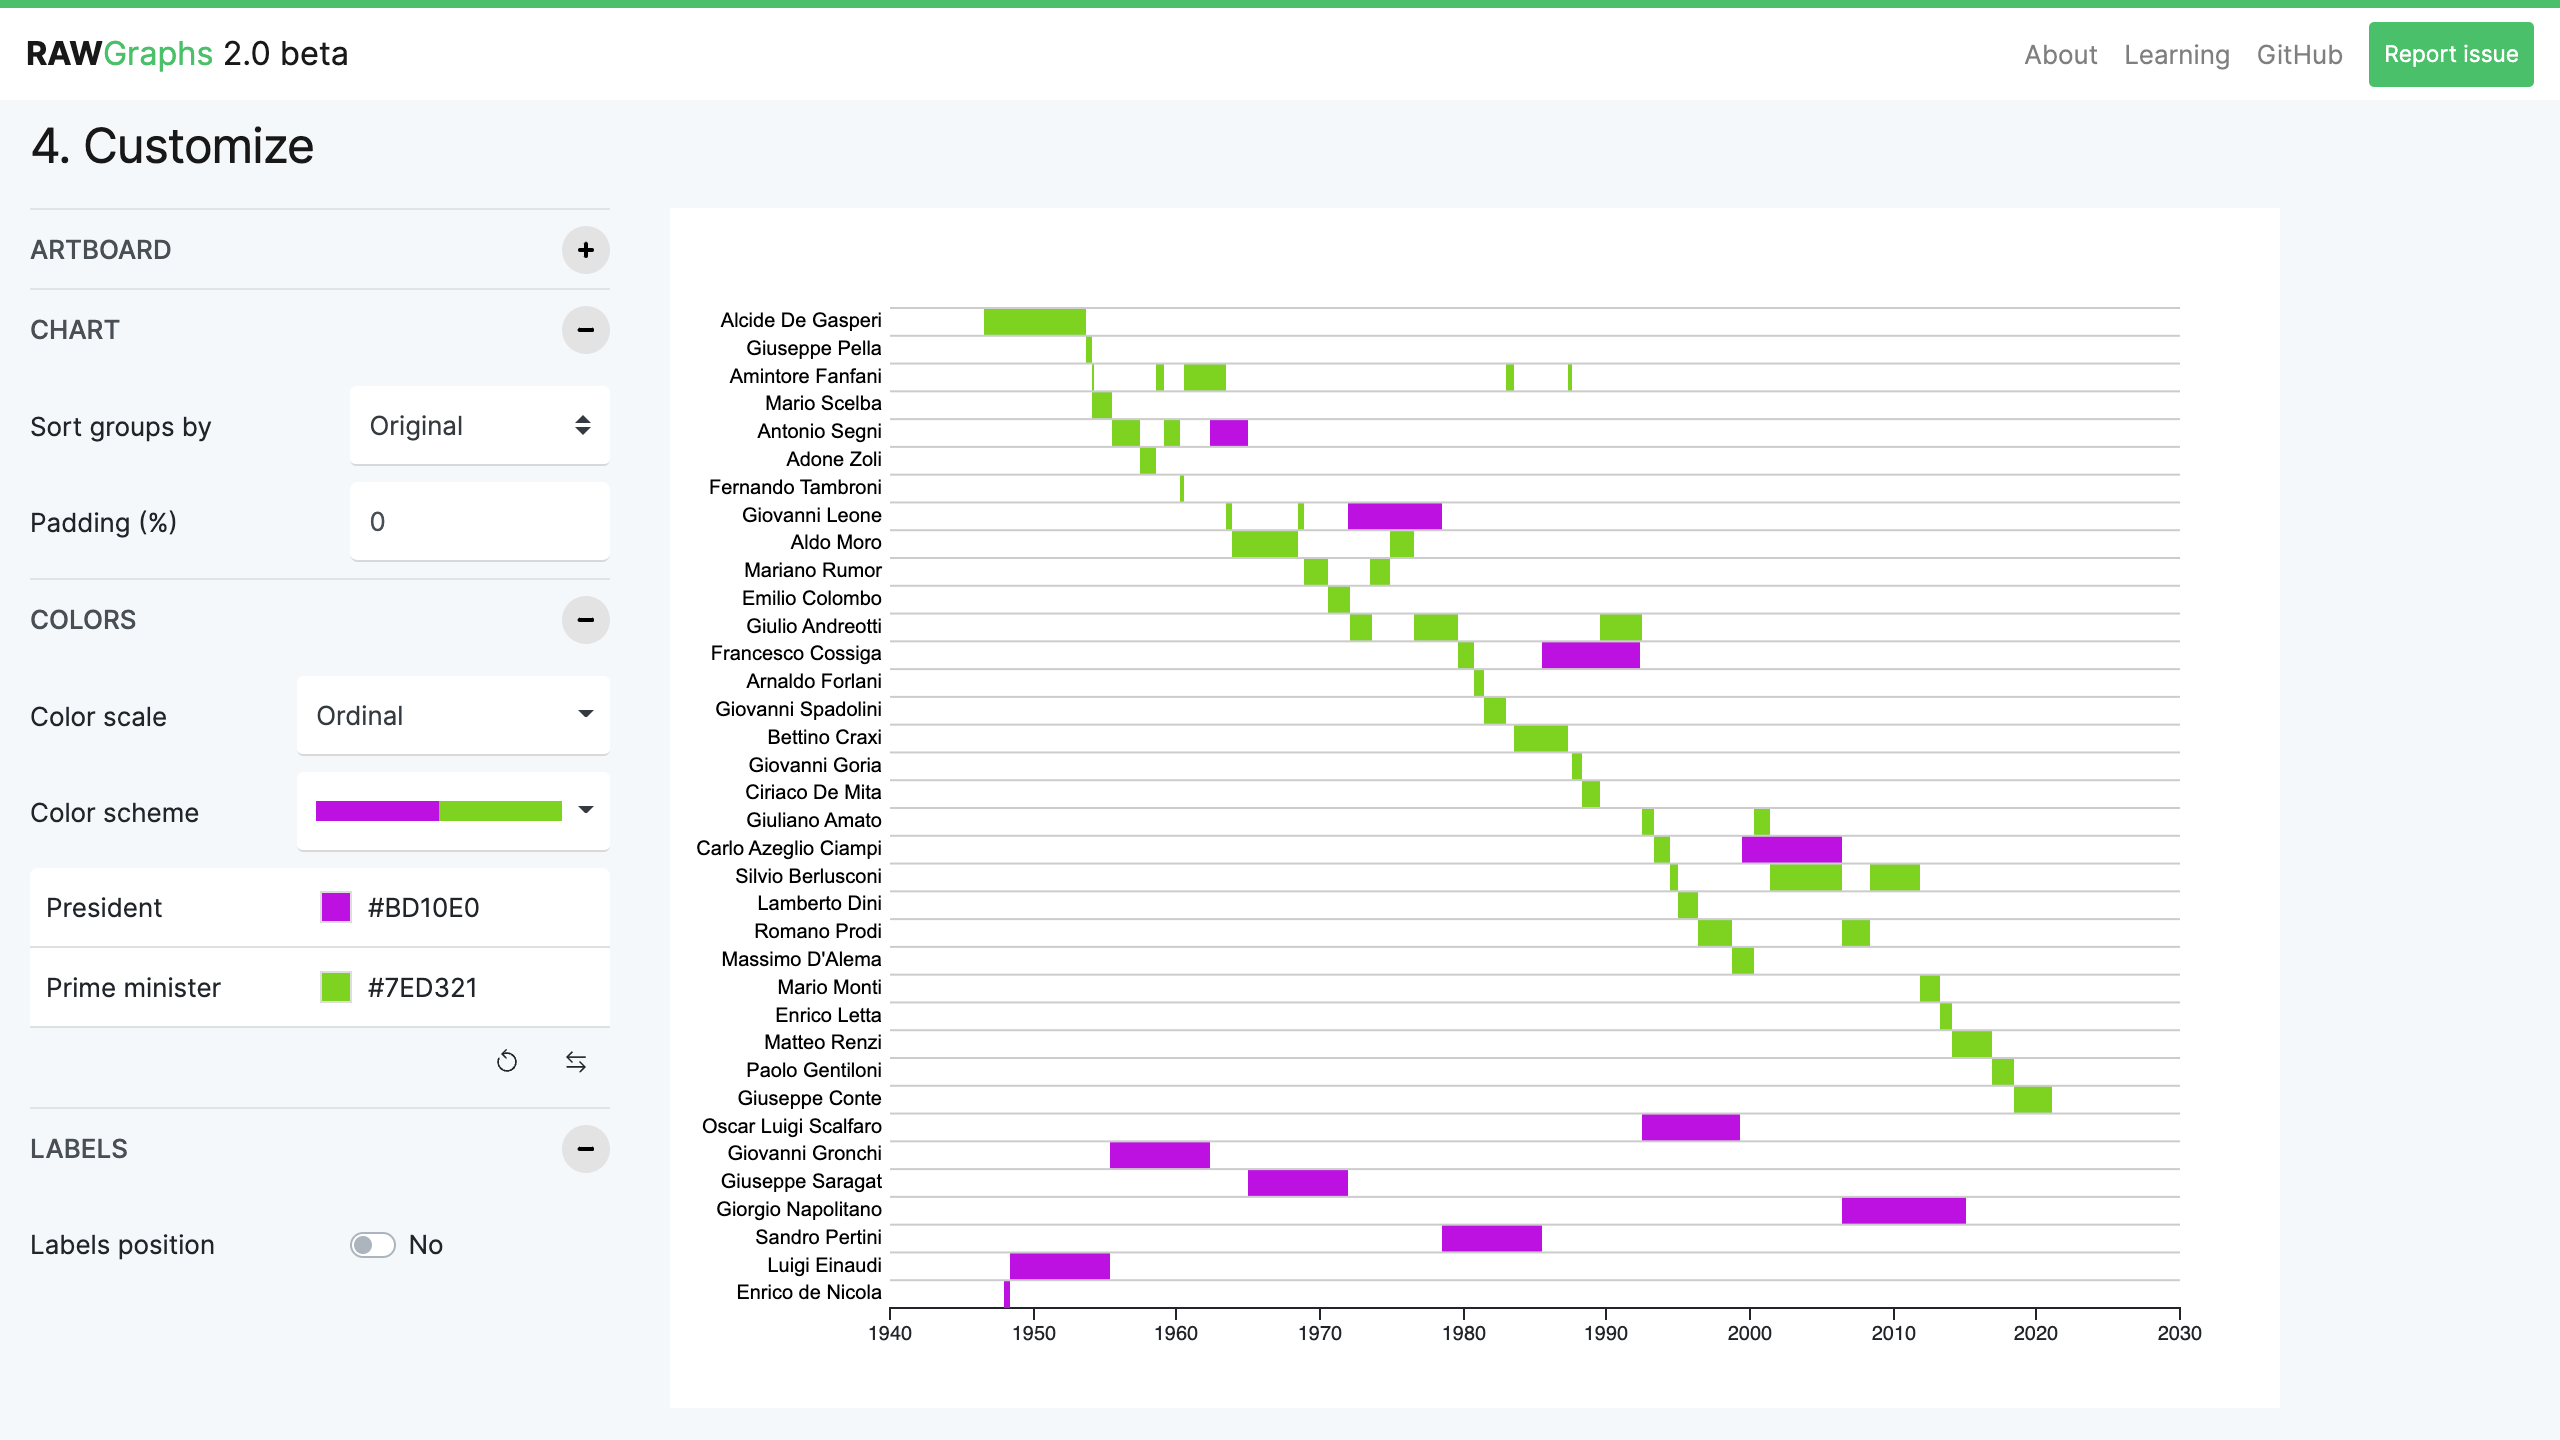 RAWGraphs 2.0 beta
About Learning GitHub Report issue
4. Customize
ARTBOARD
CHART
Sort groups by Original
Padding (%) 0
COLORS
Color scale Ordinal
Color scheme
President #BD10E0
Prime minister #7ED321
LABELS
Labels position No
Alcide De Gasperi
Giuseppe Pella
Amintore Fanfani
Mario Scelba
Antonio Segni
Adone Zoli
Fernando Tambroni
Giovanni Leone
Aldo Moro
Mariano Rumor
Emilio Colombo
Giulio Andreotti
Francesco Cossiga
Arnaldo Forlani
Giovanni Spadolini
Bettino Craxi
Giovanni Goria
Ciriaco De Mita
Giuliano Amato
Carlo Azeglio Ciampi
Silvio Berlusconi
Lamberto Dini
Romano Prodi
Massimo D'Alema
Mario Monti
Enrico Letta
Matteo Renzi
Paolo Gentiloni
Giuseppe Conte
Oscar Luigi Scalfaro
Giovanni Gronchi
Giuseppe Saragat
Giorgio Napolitano
Sandro Pertini
Luigi Einaudi
Enrico de Nicola
1940 1950 1960 1970 1980 1990 2000 2010 2020 2030